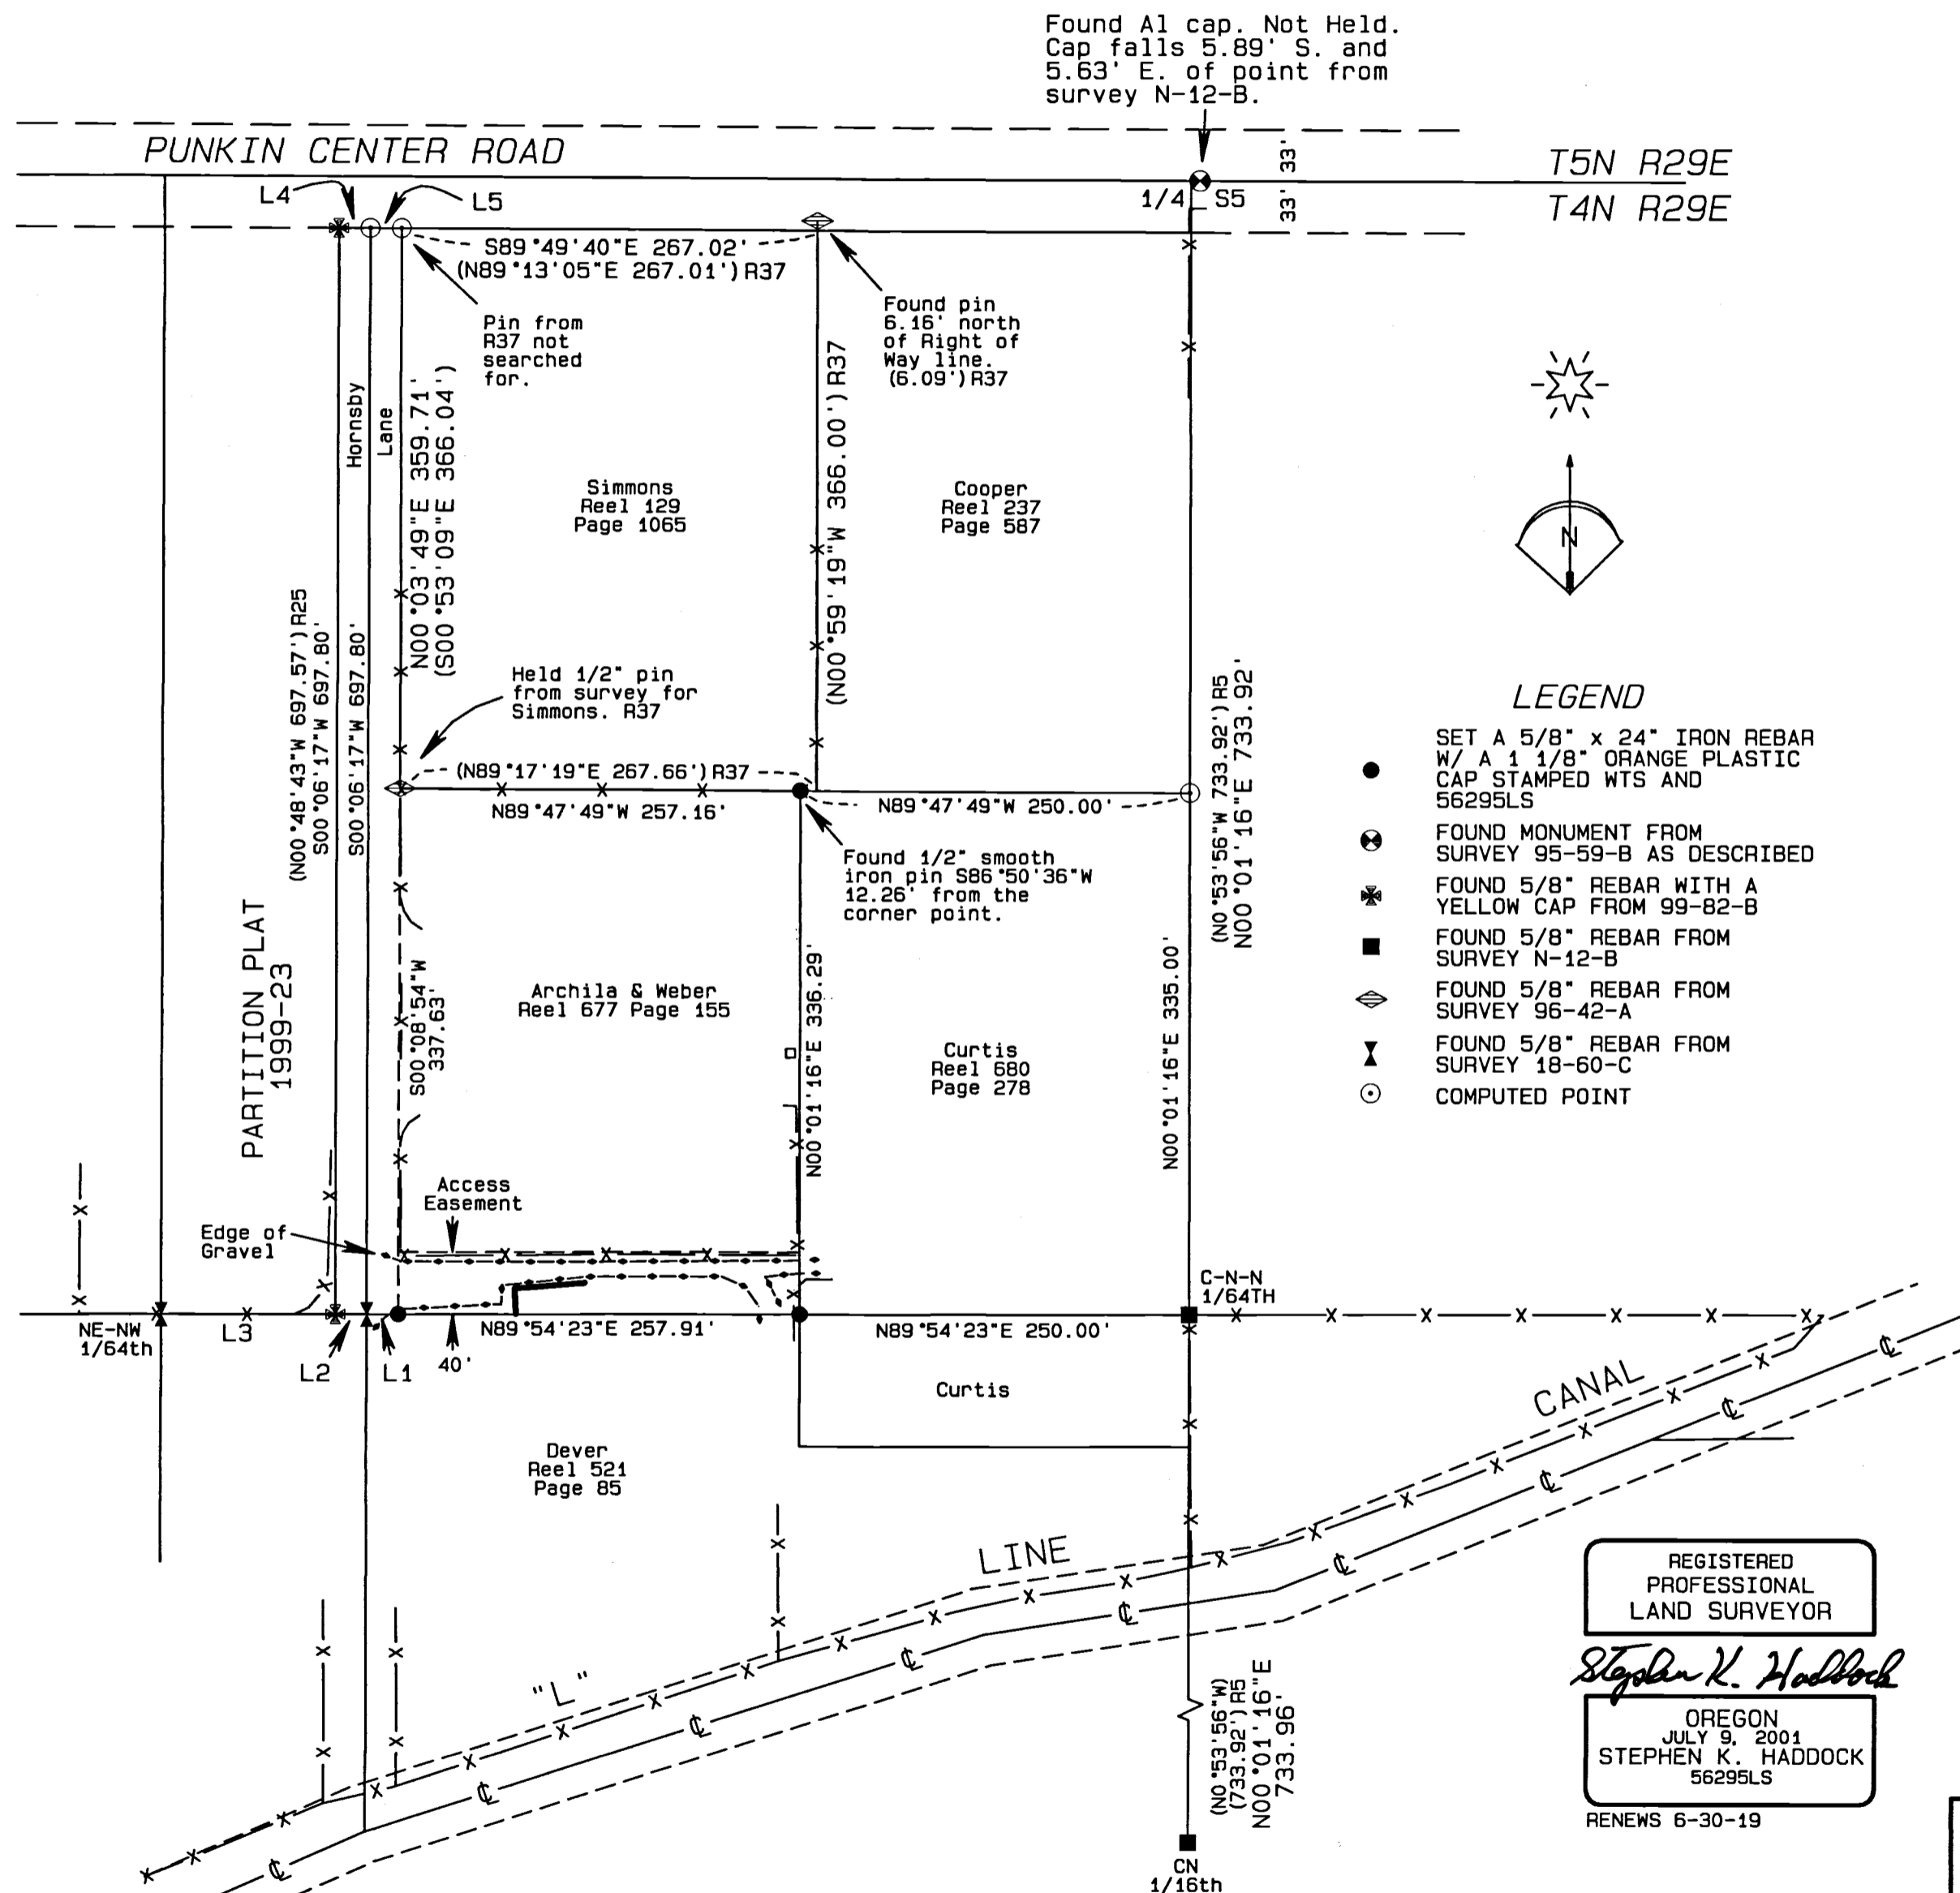 Found Al cap. Not Held.
Cap falls 5.89' S. and
5.63' E. of point from
survey N-12-B.
PUNKIN CENTER ROAD
33'
33'
T5N R29E
T4N R29E
1/4
S5
L4
L5
S89°49'40"E 267.02'
(N89°13'05"E 267.01')R37
Pin from
R37 not
searched
for.
Found pin
6.16' north
of Right of
Way line.
(6.09')R37
Hornsby
Lane
N00°03'49"E 359.71'
(S00°53'09"E 366.04')
(N00°59'19"W 366.00')R37
Simmons
Reel 129
Page 1065
Cooper
Reel 237
Page 587
N
(N00°48'43"W 697.57')R25
S00°06'17"W 697.80'
S00°06'17"W 697.80'
Held 1/2" pin
from survey for
Simmons. R37
(N89°17'19"E 267.66')R37
N89°47'49"W 257.16'
N89°47'49"W 250.00'
(N0°53'56"W 733.92')R5
N00°01'16"E 733.92'
Found 1/2" smooth
iron pin S86°50'36"W
12.26' from the
corner point.
LEGEND
SET A 5/8" x 24" IRON REBAR
W/ A 1 1/8" ORANGE PLASTIC
CAP STAMPED WTS AND
56295LS
FOUND MONUMENT FROM
SURVEY 95-59-B AS DESCRIBED
FOUND 5/8" REBAR WITH A
YELLOW CAP FROM 99-82-B
FOUND 5/8" REBAR FROM
SURVEY N-12-B
FOUND 5/8" REBAR FROM
SURVEY 96-42-A
FOUND 5/8" REBAR FROM
SURVEY 18-60-C
COMPUTED POINT
PARTITION PLAT
1999-23
S00°08'54"W
337.63'
Archila & Weber
Reel 677 Page 155
N00°01'16"E 336.29'
Curtis
Reel 680
Page 278
N00°01'16"E 335.00'
Access
Easement
Edge of
Gravel
C-N-N
1/64TH
NE-NW
1/64th
L3
L2
L1
40'
N89°54'23"E 257.91'
N89°54'23"E 250.00'
Curtis
Dever
Reel 521
Page 85
"L"
LINE
CANAL
℄
℄
℄
℄
℄
℄
℄
℄
℄
(N0°53'56"W)
(733.92')R5
N00°01'16"E
733.96'
CN
1/16th
REGISTERED
PROFESSIONAL
LAND SURVEYOR
Stephen K. Haddock
OREGON
JULY 9, 2001
STEPHEN K. HADDOCK
56295LS
RENEWS 6-30-19